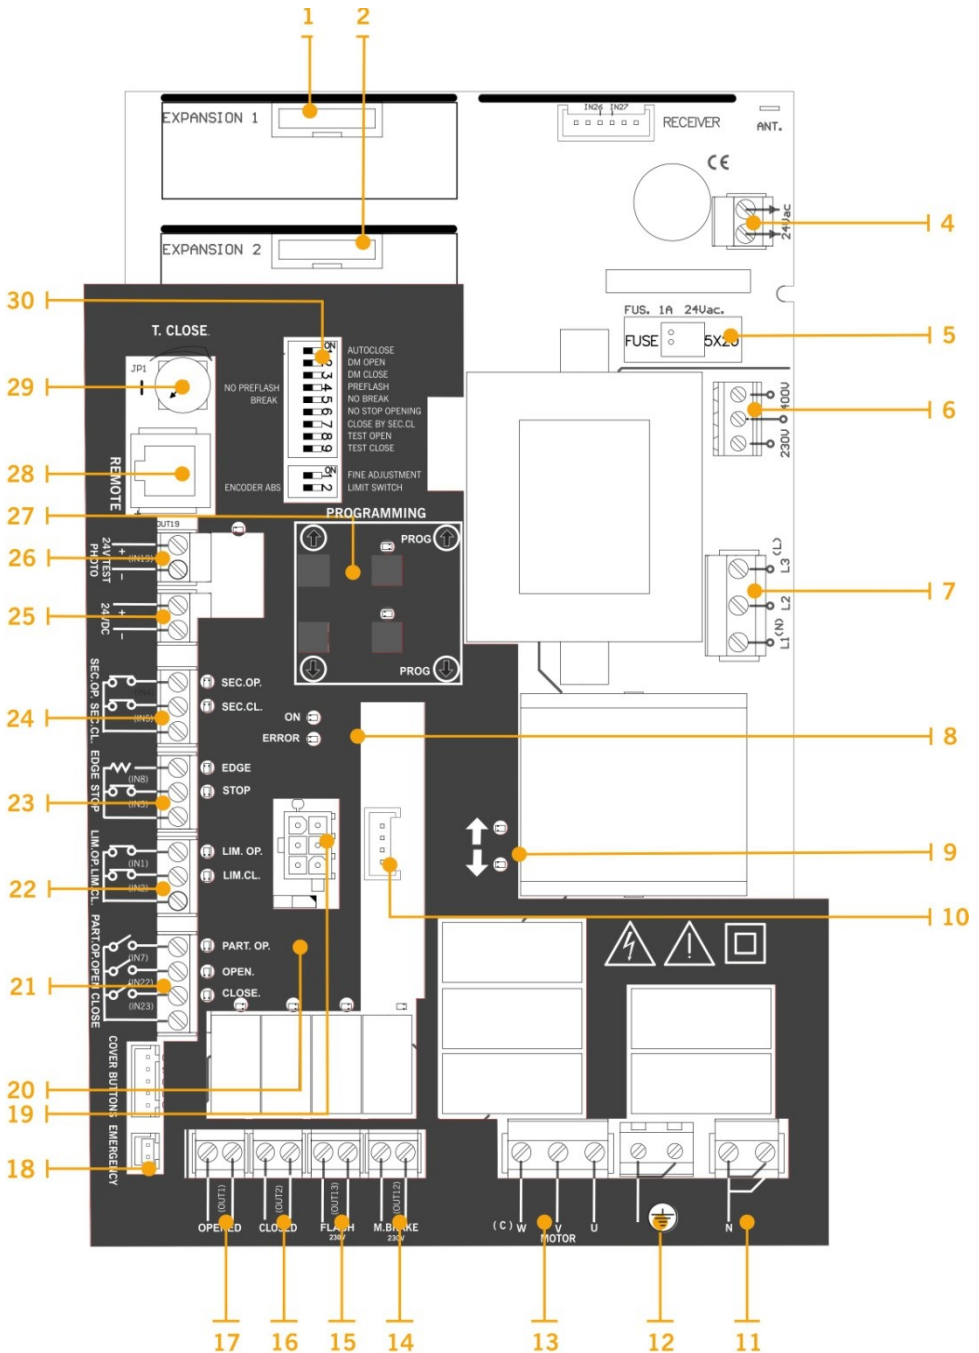 1 2
IN26 IN27
EXPANSION 1
RECEIVER
ANT.
CE
24Vac
4
EXPANSION 2
30
FUS. 1A 24Vac.
FUSE 5X20
5
T. CLOSE
JP1
29
ON
1 AUTOCLOSE
2 DM OPEN
3 DM CLOSE
NO PREFLASH 4 PREFLASH
BREAK 5 NO BREAK
6 NO STOP OPENING
7 CLOSE BY SEC.CL
8 TEST OPEN
9 TEST CLOSE
400V
230V
6
28
REMOTE
+
ON
1 FINE ADJUSTMENT
ENCODER ABS 2 LIMIT SWITCH
27
PROGRAMMING
OUT19
PROG
PROG
26
24V/TEST
PHOTO
+ (IN19)
-
25
24VDC
+
-
L3 (L)
L2
L1 (N)
7
24
SEC.OP. SEC.CL.
(IN4)
(IN5)
SEC.OP.
SEC.CL.
ON
ERROR
8
23
EDGE STOP
(IN8)
(IN3)
EDGE
STOP
9
22
LIM.OP. LIM.CL.
(IN1)
(IN2)
LIM. OP.
LIM.CL.
10
21
PART.OP. OPEN CLOSE
(IN7)
(IN22)
(IN23)
PART. OP.
OPEN.
CLOSE.
20
19
COVER BUTTONS
18
EMERGENCY
(OUT1) (OUT2) (OUT13) (OUT12)
OPENED CLOSED FLASH M.BRAKE
230V 230V
(C) W V U
MOTOR
N
17 16 15 14 13 12 11